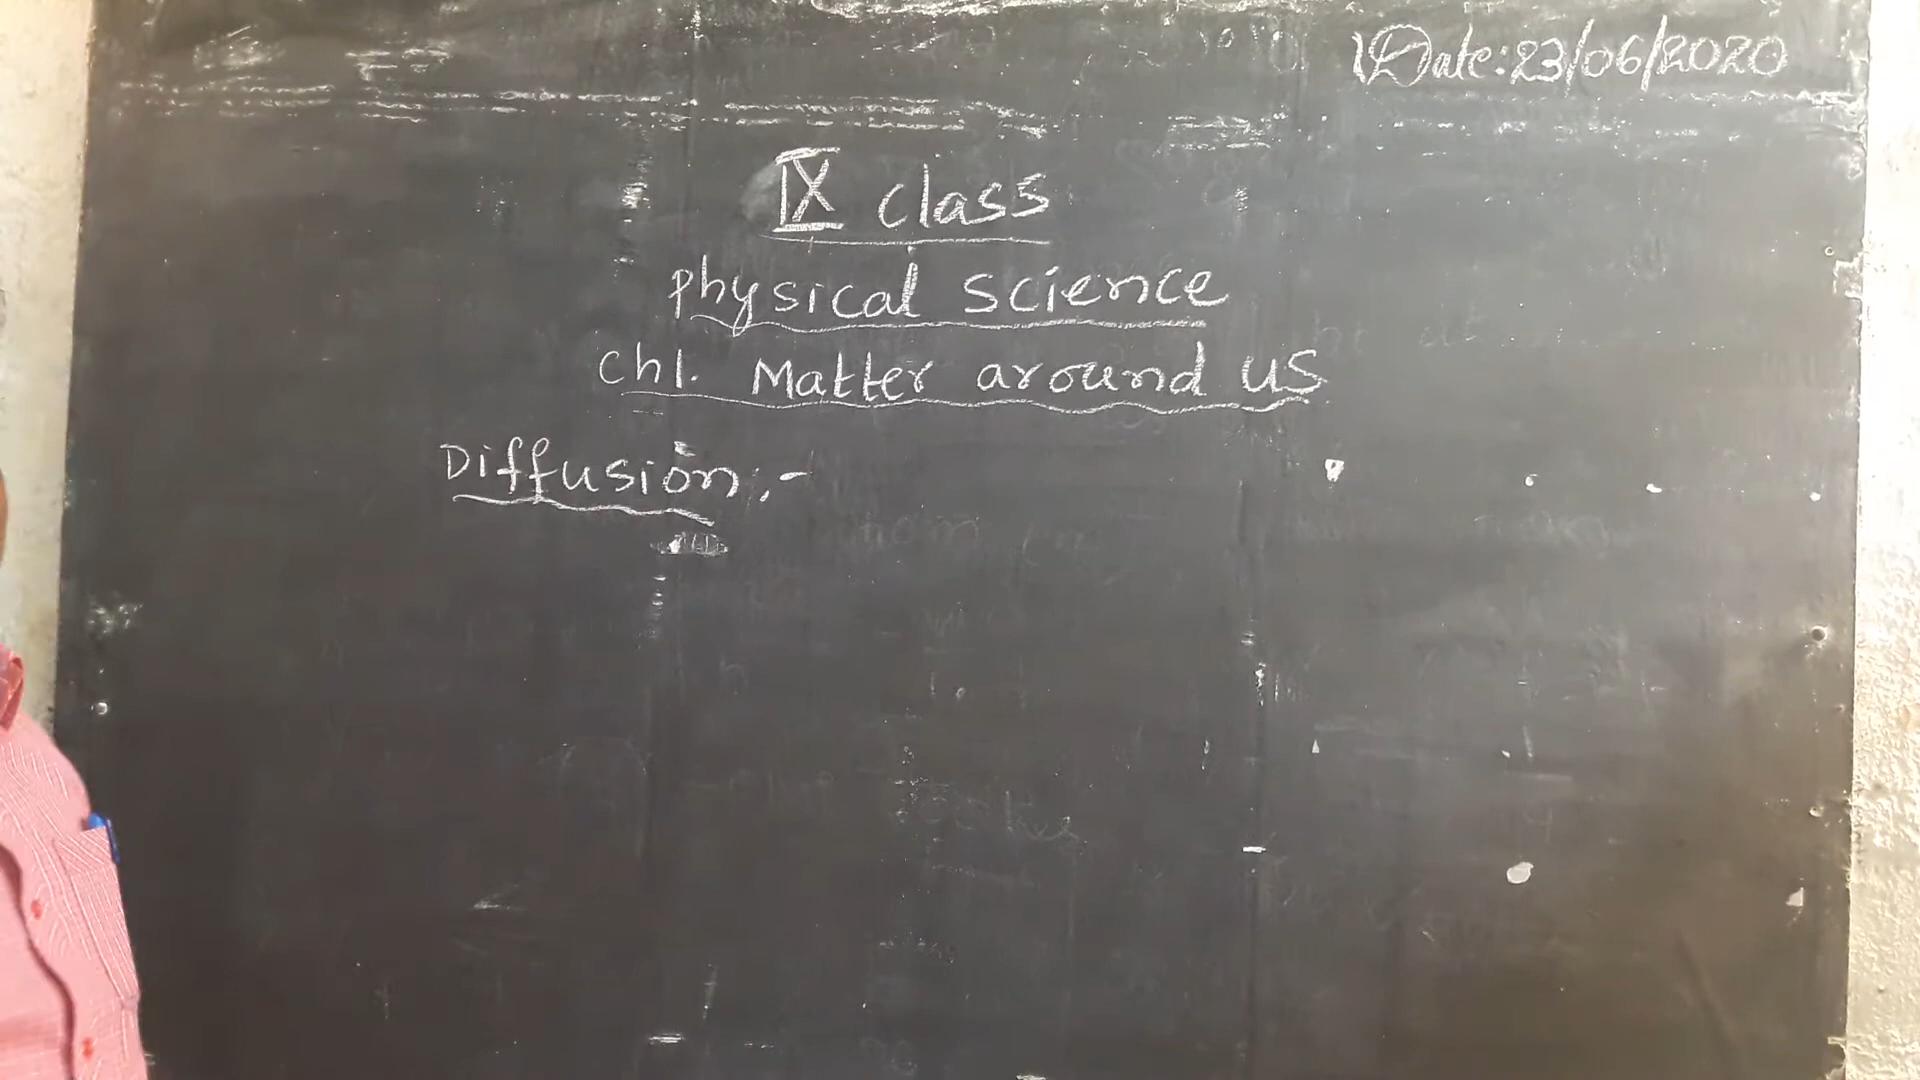 Date:23/06/2020
IX class
physical science
ch1. Matter around us
Diffusion:-